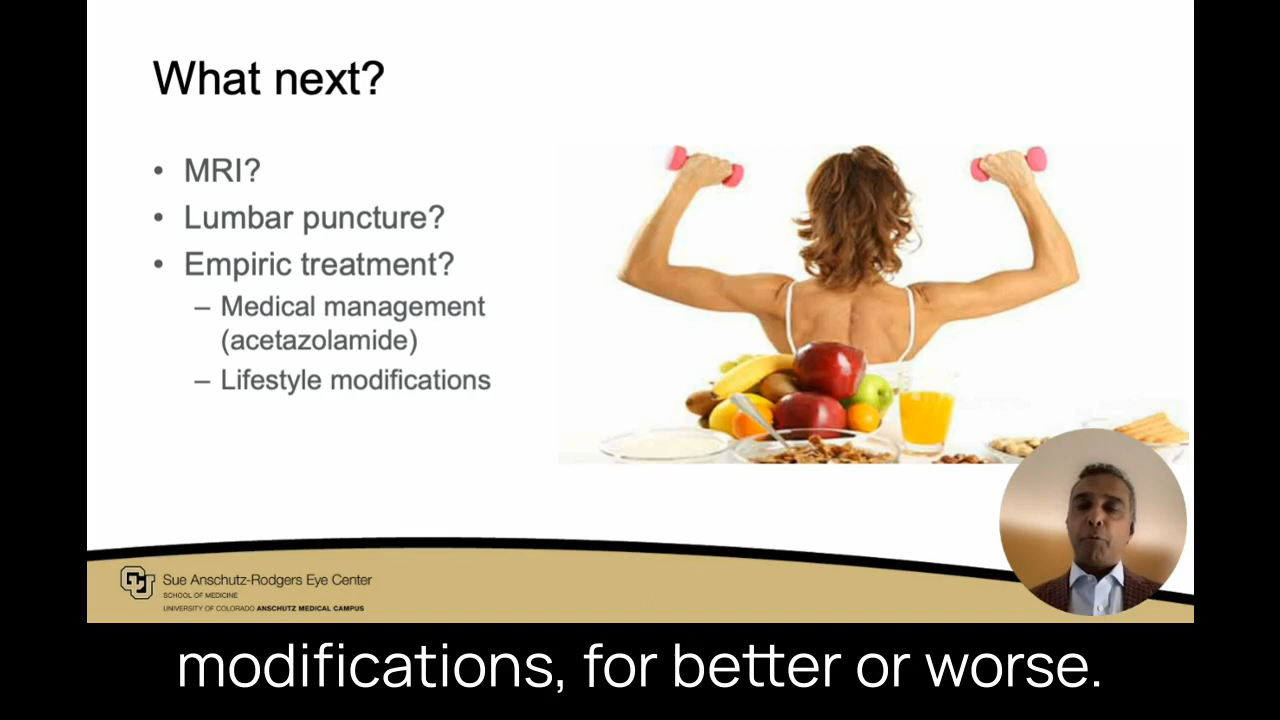 What next?
• MRI?
• Lumbar puncture?
• Empiric treatment?
– Medical management
(acetazolamide)
– Lifestyle modifications
CU
Sue Anschutz-Rodgers Eye Center
SCHOOL OF MEDICINE
UNIVERSITY OF COLORADO ANSCHUTZ MEDICAL CAMPUS
modifications, for better or worse.